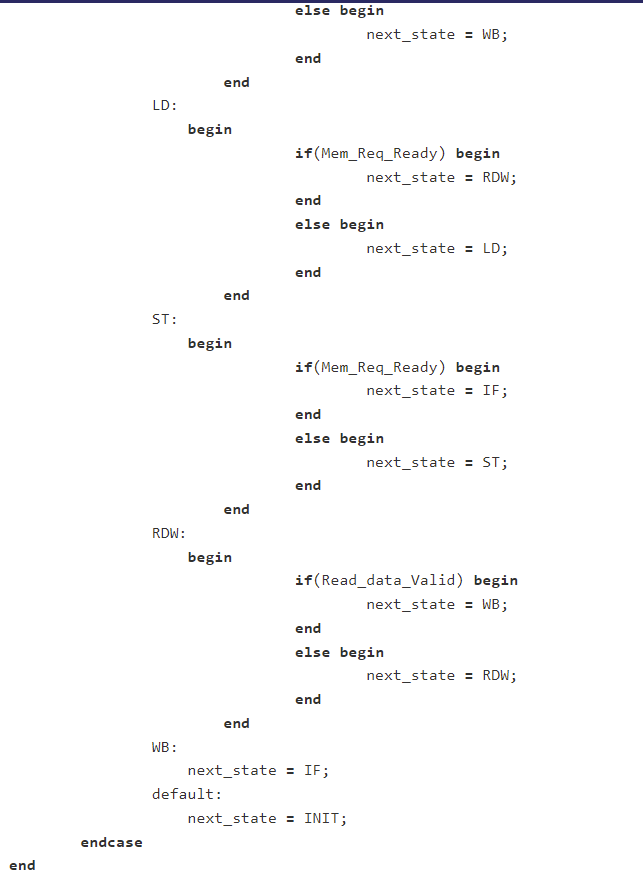 else begin
next_state = WB;
end
end
LD:
begin
if(Mem_Req_Ready) begin
next_state = RDW;
end
else begin
next_state = LD;
end
end
ST:
begin
if(Mem_Req_Ready) begin
next_state = IF;
end
else begin
next_state = ST;
end
end
RDW:
begin
if(Read_data_Valid) begin
next_state = WB;
end
else begin
next_state = RDW;
end
end
WB:
next_state = IF;
default:
next_state = INIT;
endcase
end